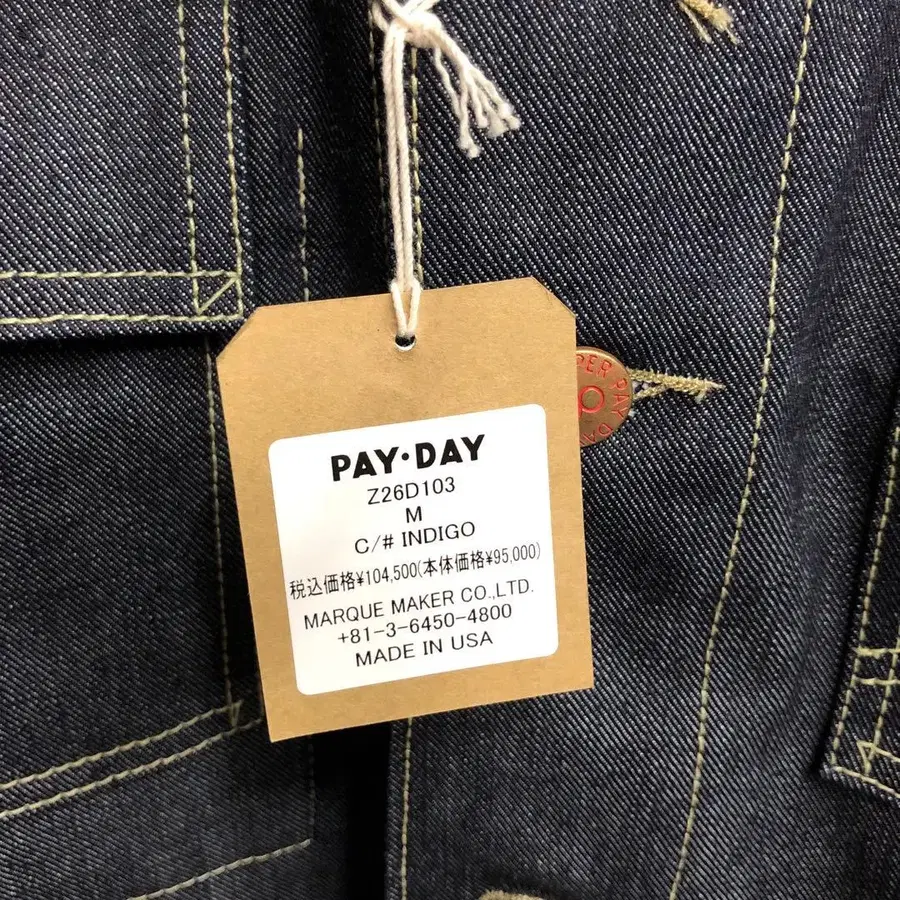 PAY•DAY
Z26D103
M
C/# INDIGO
税込価格¥104,500(本体価格¥95,000)
MARQUE MAKER CO.,LTD.
+81-3-6450-4800
MADE IN USA
PAY